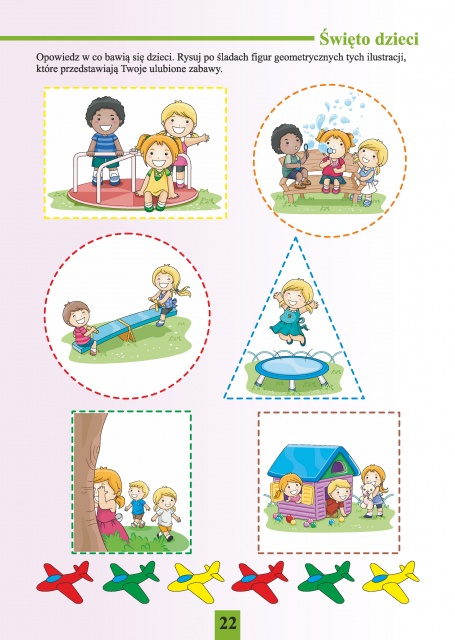 Święto dzieci
Opowiedz w co bawią się dzieci. Rysuj po śladach figur geometrycznych tych ilustracji,
które przedstawiają Twoje ulubione zabawy.
22